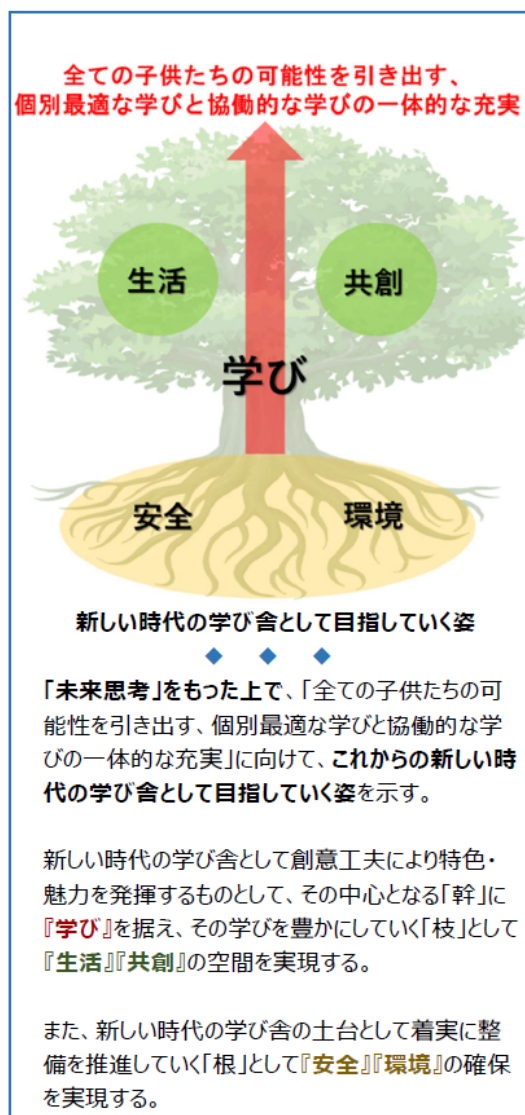 全ての子供たちの可能性を引き出す、
個別最適な学びと協働的な学びの一体的な充実
生活
共創
学び
安全
環境
新しい時代の学び舎として目指していく姿
◆ ◆ ◆
「未来思考」をもった上で、「全ての子供たちの可
能性を引き出す、個別最適な学びと協働的な学
びの一体的な充実」に向けて、これからの新しい時
代の学び舎として目指していく姿を示す。
新しい時代の学び舎として創意工夫により特色・
魅力を発揮するものとして、その中心となる「幹」に
『学び』を据え、その学びを豊かにしていく「枝」として
『生活』『共創』の空間を実現する。
また、新しい時代の学び舎の土台として着実に整
備を推進していく「根」として『安全』『環境』の確保
を実現する。